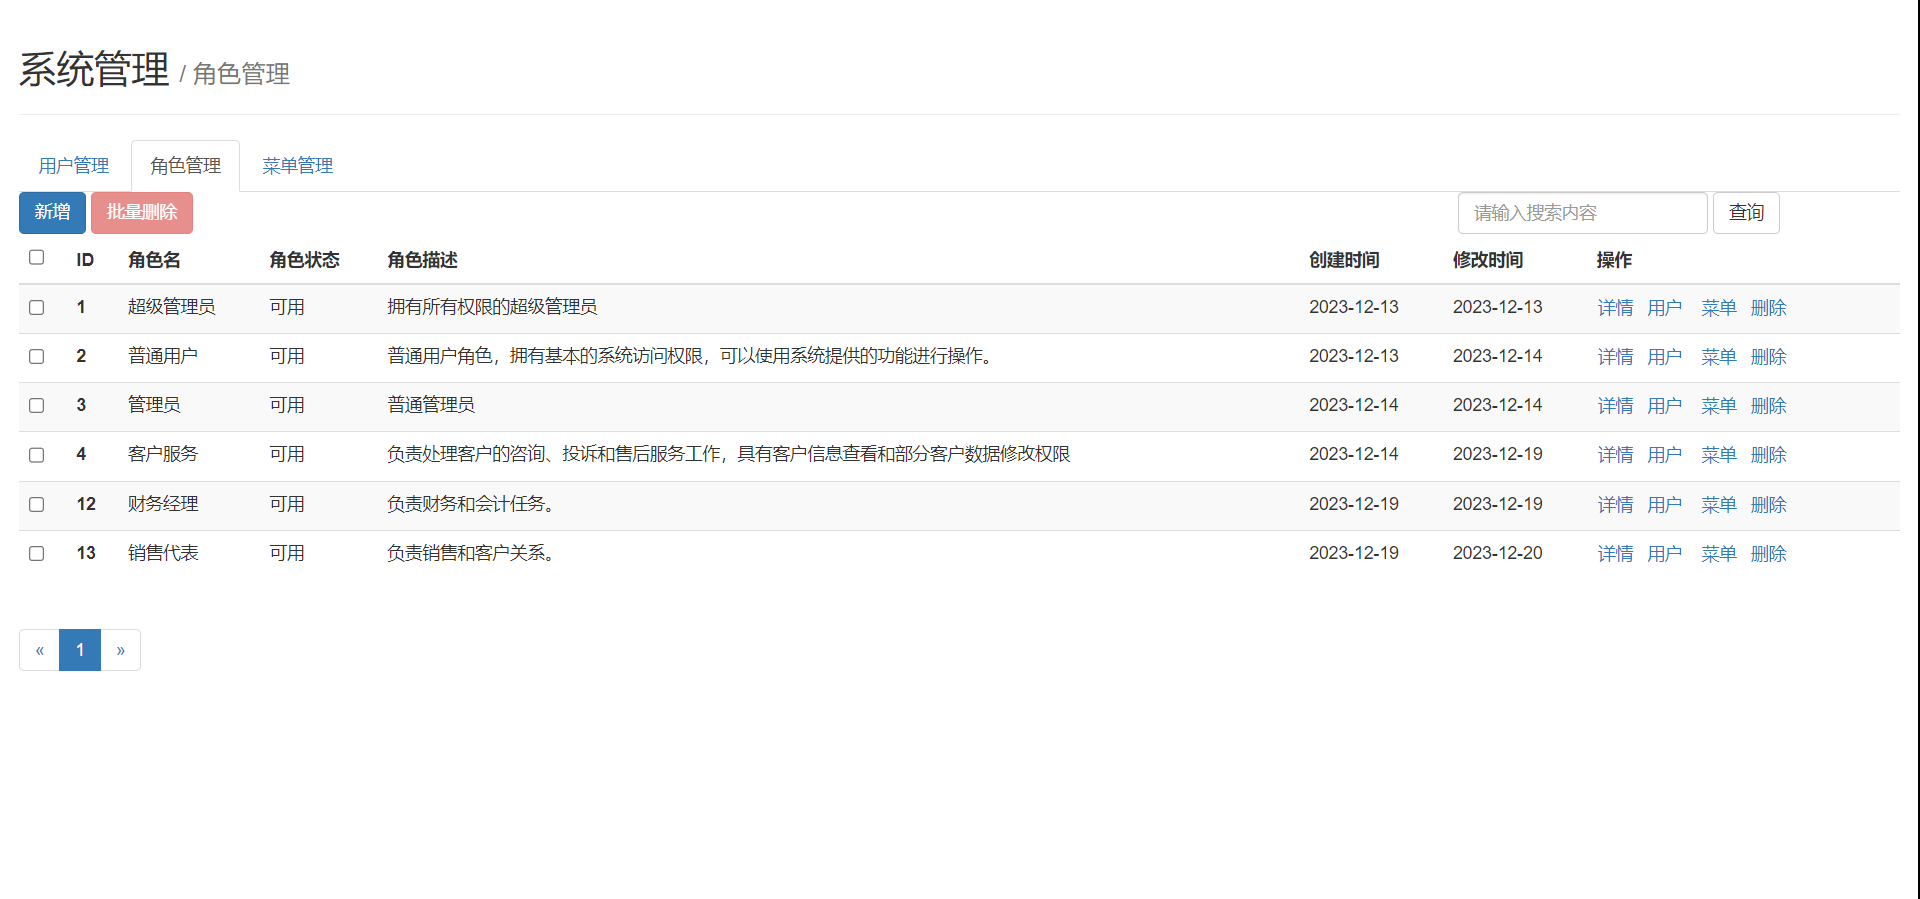 系统管理 / 角色管理
用户管理 角色管理 菜单管理
新增 批量删除 请输入搜索内容 查询
ID 角色名 角色状态 角色描述 创建时间 修改时间 操作
1 超级管理员 可用 拥有所有权限的超级管理员 2023-12-13 2023-12-13 详情 用户 菜单 删除
2 普通用户 可用 普通用户角色，拥有基本的系统访问权限，可以使用系统提供的功能进行操作。 2023-12-13 2023-12-14 详情 用户 菜单 删除
3 管理员 可用 普通管理员 2023-12-14 2023-12-14 详情 用户 菜单 删除
4 客户服务 可用 负责处理客户的咨询、投诉和售后服务工作，具有客户信息查看和部分客户数据修改权限 2023-12-14 2023-12-19 详情 用户 菜单 删除
12 财务经理 可用 负责财务和会计任务。 2023-12-19 2023-12-19 详情 用户 菜单 删除
13 销售代表 可用 负责销售和客户关系。 2023-12-19 2023-12-20 详情 用户 菜单 删除
« 1 »